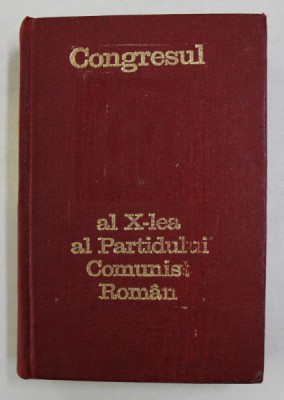 Congresul
al X-lea
al Partidului
Comunist
Român